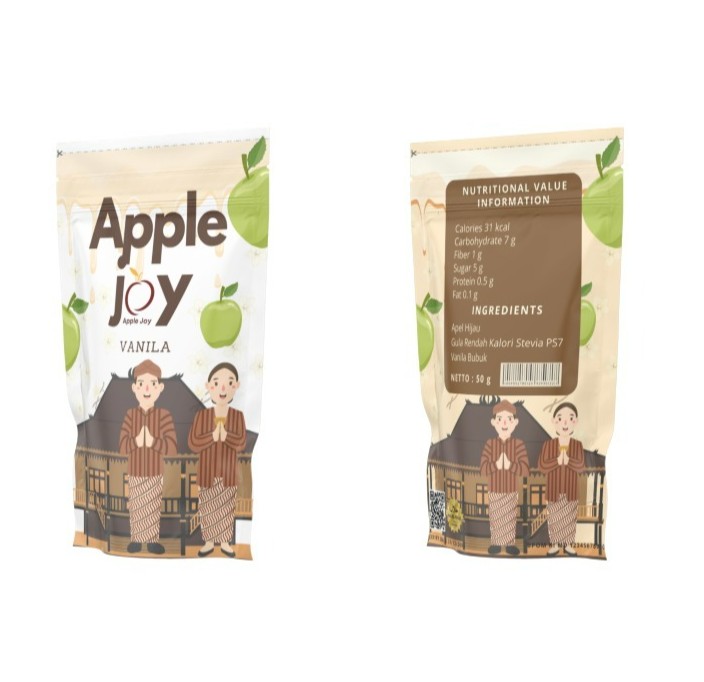 Apple
joy
Apple Joy
VANILA
NUTRITIONAL VALUE
INFORMATION
Calories 31 kcal
Carbohydrate 7 g
Fiber 1 g
Sugar 5 g
Protein 0.5 g
Fat 0.1 g
INGREDIENTS
Apel Hijau
Gula Rendah Kalori Stevia PS7
Vanila Bubuk
NETTO : 50 g